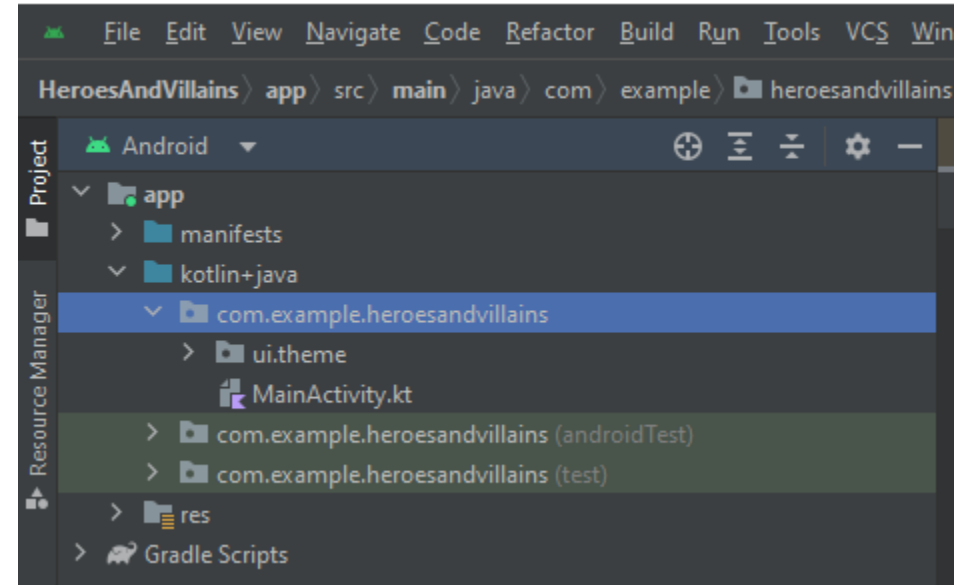 File Edit View Navigate Code Refactor Build Run Tools VCS Win
HeroesAndVillains app src main java com example heroesandvillains
Project
Resource Manager
Android
app
manifests
kotlin+java
com.example.heroesandvillains
ui.theme
MainActivity.kt
com.example.heroesandvillains (androidTest)
com.example.heroesandvillains (test)
res
Gradle Scripts